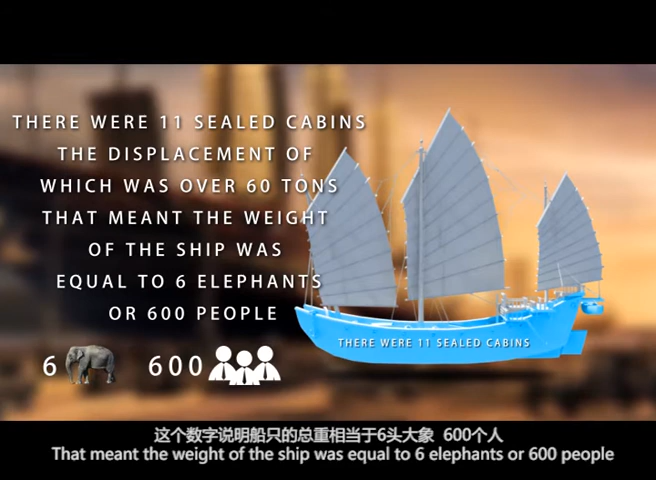 THERE WERE 11 SEALED CABINS
THE DISPLACEMENT OF
WHICH WAS OVER 60 TONS
THAT MEANT THE WEIGHT
OF THE SHIP WAS
EQUAL TO 6 ELEPHANTS
OR 600 PEOPLE
6
600
THERE WERE 11 SEALED CABINS
这个数字说明船只的总重相当于6头大象 600个人
That meant the weight of the ship was equal to 6 elephants or 600 people